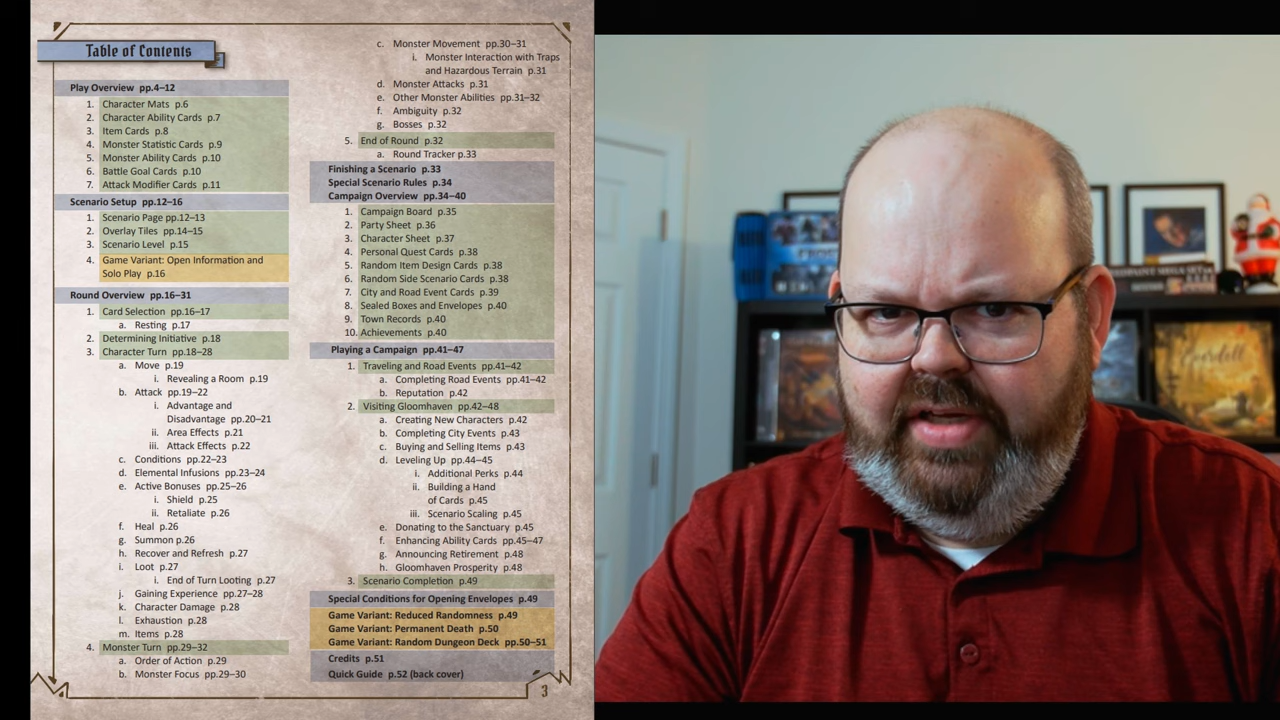 Table of Contents
Play Overview pp.4–12
1. Character Mats p.6
2. Character Ability Cards p.7
3. Item Cards p.8
4. Monster Statistic Cards p.9
5. Monster Ability Cards p.10
6. Battle Goal Cards p.10
7. Attack Modifier Cards p.11
Scenario Setup pp.12–16
1. Scenario Page pp.12–13
2. Overlay Tiles pp.14–15
3. Scenario Level p.15
4. Game Variant: Open Information and
Solo Play p.16
Round Overview pp.16–31
1. Card Selection pp.16–17
a. Resting p.17
2. Determining Initiative p.18
3. Character Turn pp.18–28
a. Move p.19
i. Revealing a Room p.19
b. Attack pp.19–22
i. Advantage and
Disadvantage pp.20–21
ii. Area Effects p.21
iii. Attack Effects p.22
c. Conditions pp.22–23
d. Elemental Infusions pp.23–24
e. Active Bonuses pp.25–26
i. Shield p.25
ii. Retaliate p.26
f. Heal p.26
g. Summon p.26
h. Recover and Refresh p.27
i. Loot p.27
i. End of Turn Looting p.27
j. Gaining Experience pp.27–28
k. Character Damage p.28
l. Exhaustion p.28
m. Items p.28
4. Monster Turn pp.29–32
a. Order of Action p.29
b. Monster Focus pp.29–30
c. Monster Movement pp.30–31
i. Monster Interaction with Traps
and Hazardous Terrain p.31
d. Monster Attacks p.31
e. Other Monster Abilities pp.31–32
f. Ambiguity p.32
g. Bosses p.32
5. End of Round p.32
a. Round Tracker p.33
Finishing a Scenario p.33
Special Scenario Rules p.34
Campaign Overview pp.34–40
1. Campaign Board p.35
2. Party Sheet p.36
3. Character Sheet p.37
4. Personal Quest Cards p.38
5. Random Item Design Cards p.38
6. Random Side Scenario Cards p.38
7. City and Road Event Cards p.39
8. Sealed Boxes and Envelopes p.40
9. Town Records p.40
10. Achievements p.40
Playing a Campaign pp.41–47
1. Traveling and Road Events pp.41–42
a. Completing Road Events pp.41–42
b. Reputation p.42
2. Visiting Gloomhaven pp.42–48
a. Creating New Characters p.42
b. Completing City Events p.43
c. Buying and Selling Items p.43
d. Leveling Up pp.44–45
i. Additional Perks p.44
ii. Building a Hand
of Cards p.45
iii. Scenario Scaling p.45
e. Donating to the Sanctuary p.45
f. Enhancing Ability Cards pp.45–47
g. Announcing Retirement p.48
h. Gloomhaven Prosperity p.48
3. Scenario Completion p.49
Special Conditions for Opening Envelopes p.49
Game Variant: Reduced Randomness p.49
Game Variant: Permanent Death p.50
Game Variant: Random Dungeon Deck pp.50–51
Credits p.51
Quick Guide p.52 (back cover)
3
Everdell